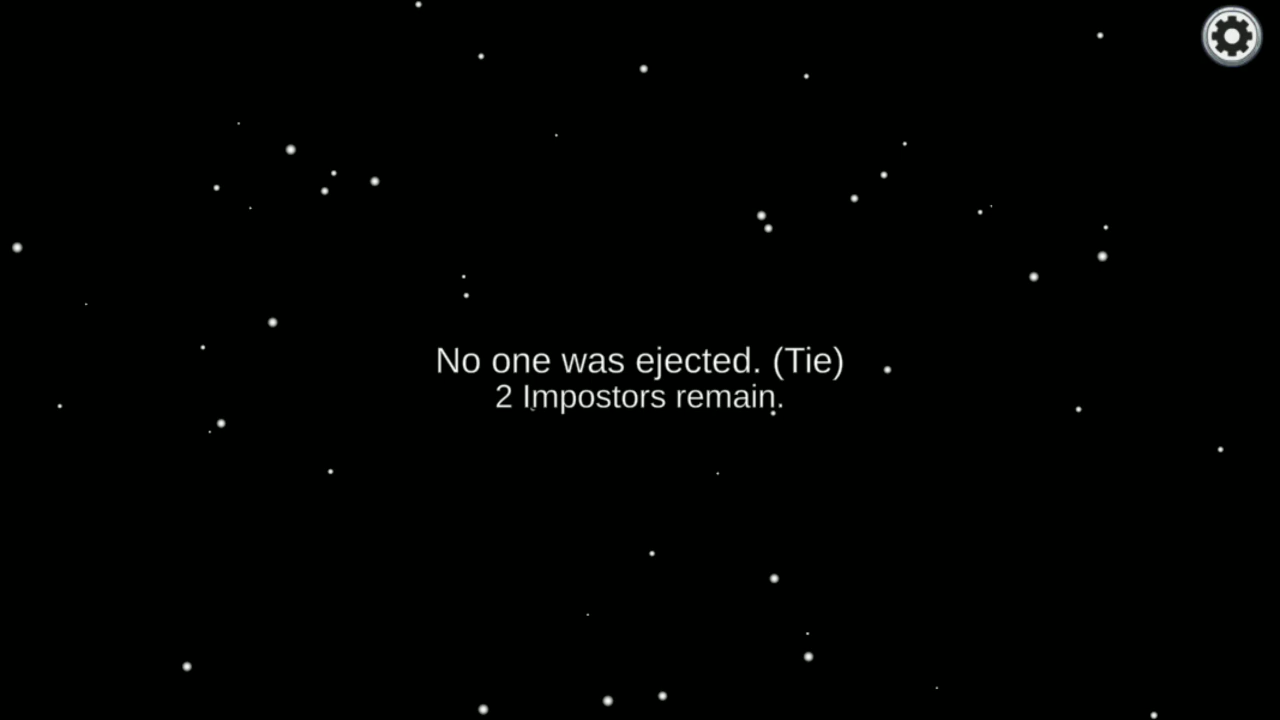 No one was ejected. (Tie)
2 Impostors remain.